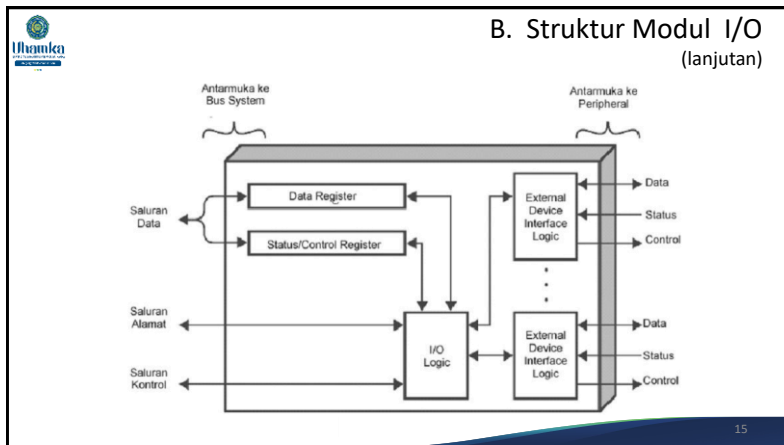 B. Struktur Modul I/O
(lanjutan)
Uhamka
Antarmuka ke
Bus System
Antarmuka ke
Peripheral
Saluran
Data
Data Register
Status/Control Register
External
Device
Interface
Logic
Data
Status
Control
Saluran
Alamat
Saluran
Kontrol
I/O
Logic
External
Device
Interface
Logic
Data
Status
Control
15